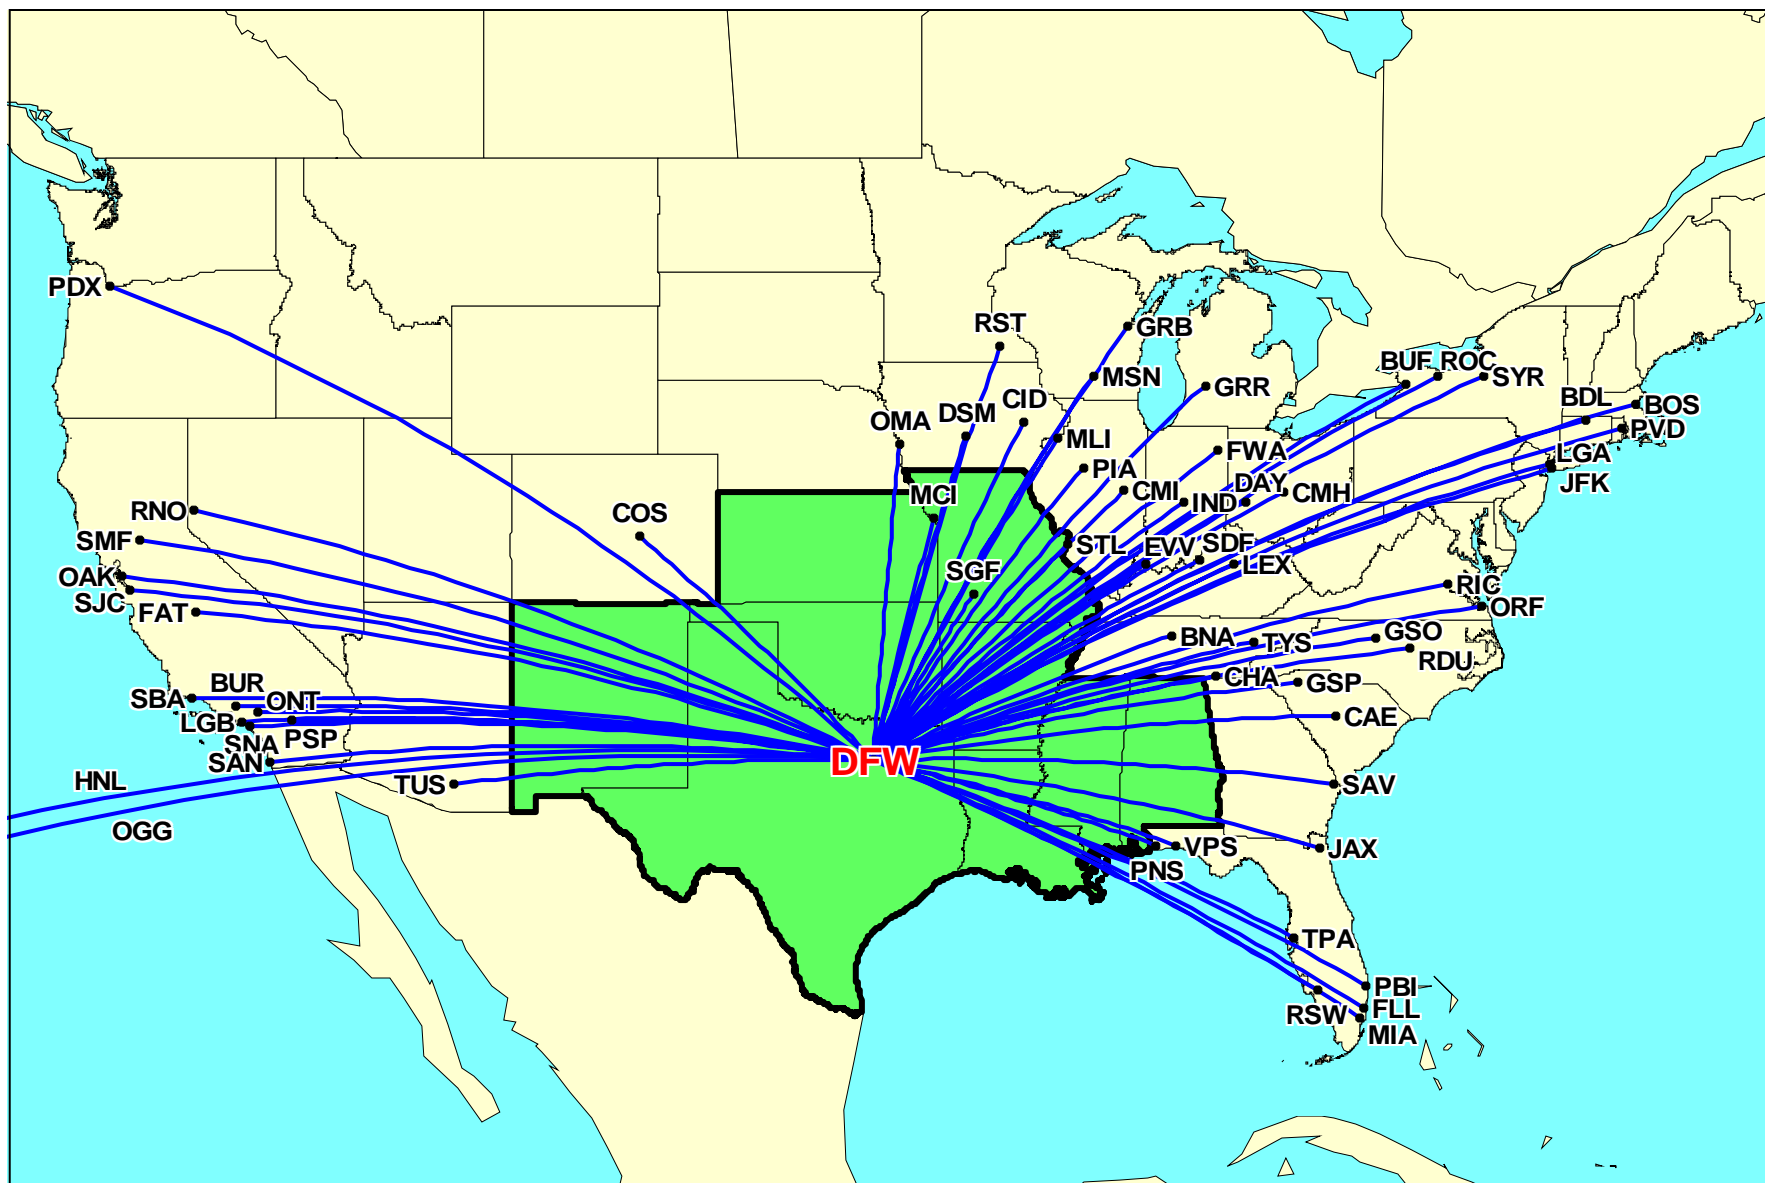 PDX
RST
GRB
BUF
ROC
SYR
MSN
GRR
CID
DSM
OMA
BDL
BOS
PVD
MLI
FWA
LGA
PIA
JFK
DAY
CMH
CMI
IND
MCI
RNO
COS
SMF
STL
EVV
SDF
LEX
OAK
SGF
RIC
SJC
FAT
ORF
BNA
TYS
GSO
RDU
CHA
GSP
BUR
ONT
SBA
CAE
LGB
SNA
PSP
SAN
DFW
HNL
TUS
SAV
OGG
VPS
JAX
PNS
TPA
PBI
RSW
FLL
MIA